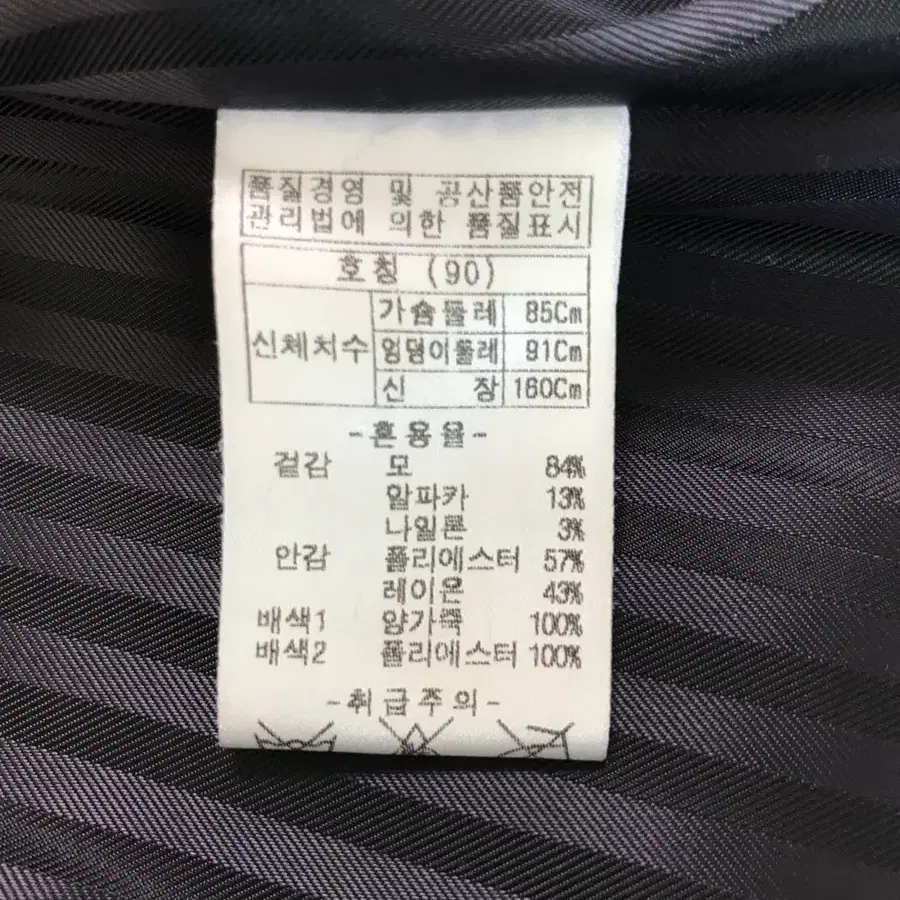 품질경영 및 공산품안전
관리법에 의한 품질표시
호칭 (90)
신체치수 가슴둘레 85Cm
엉덩이둘레 91Cm
신 장 160Cm
-혼용율-
겉감 모 84%
알파카 13%
나일론 3%
안감 폴리에스터 57%
레이온 43%
배색1 양가죽 100%
배색2 폴리에스터 100%
-취급주의-